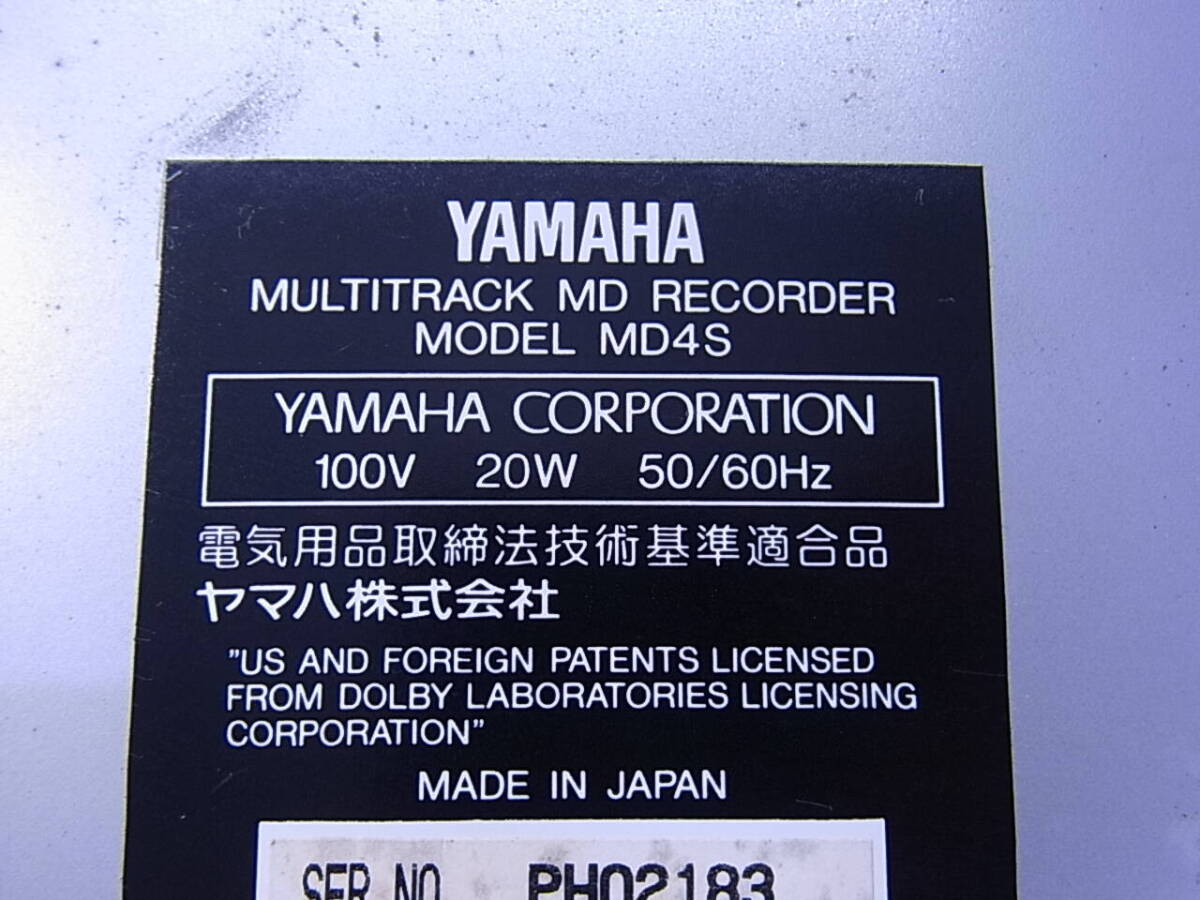 YAMAHA
MULTITRACK MD RECORDER
MODEL MD4S
YAMAHA CORPORATION
100V 20W 50/60Hz
電気用品取締法技術基準適合品
ヤマハ株式会社
"US AND FOREIGN PATENTS LICENSED
FROM DOLBY LABORATORIES LICENSING
CORPORATION"
MADE IN JAPAN
SER NO. PH02183